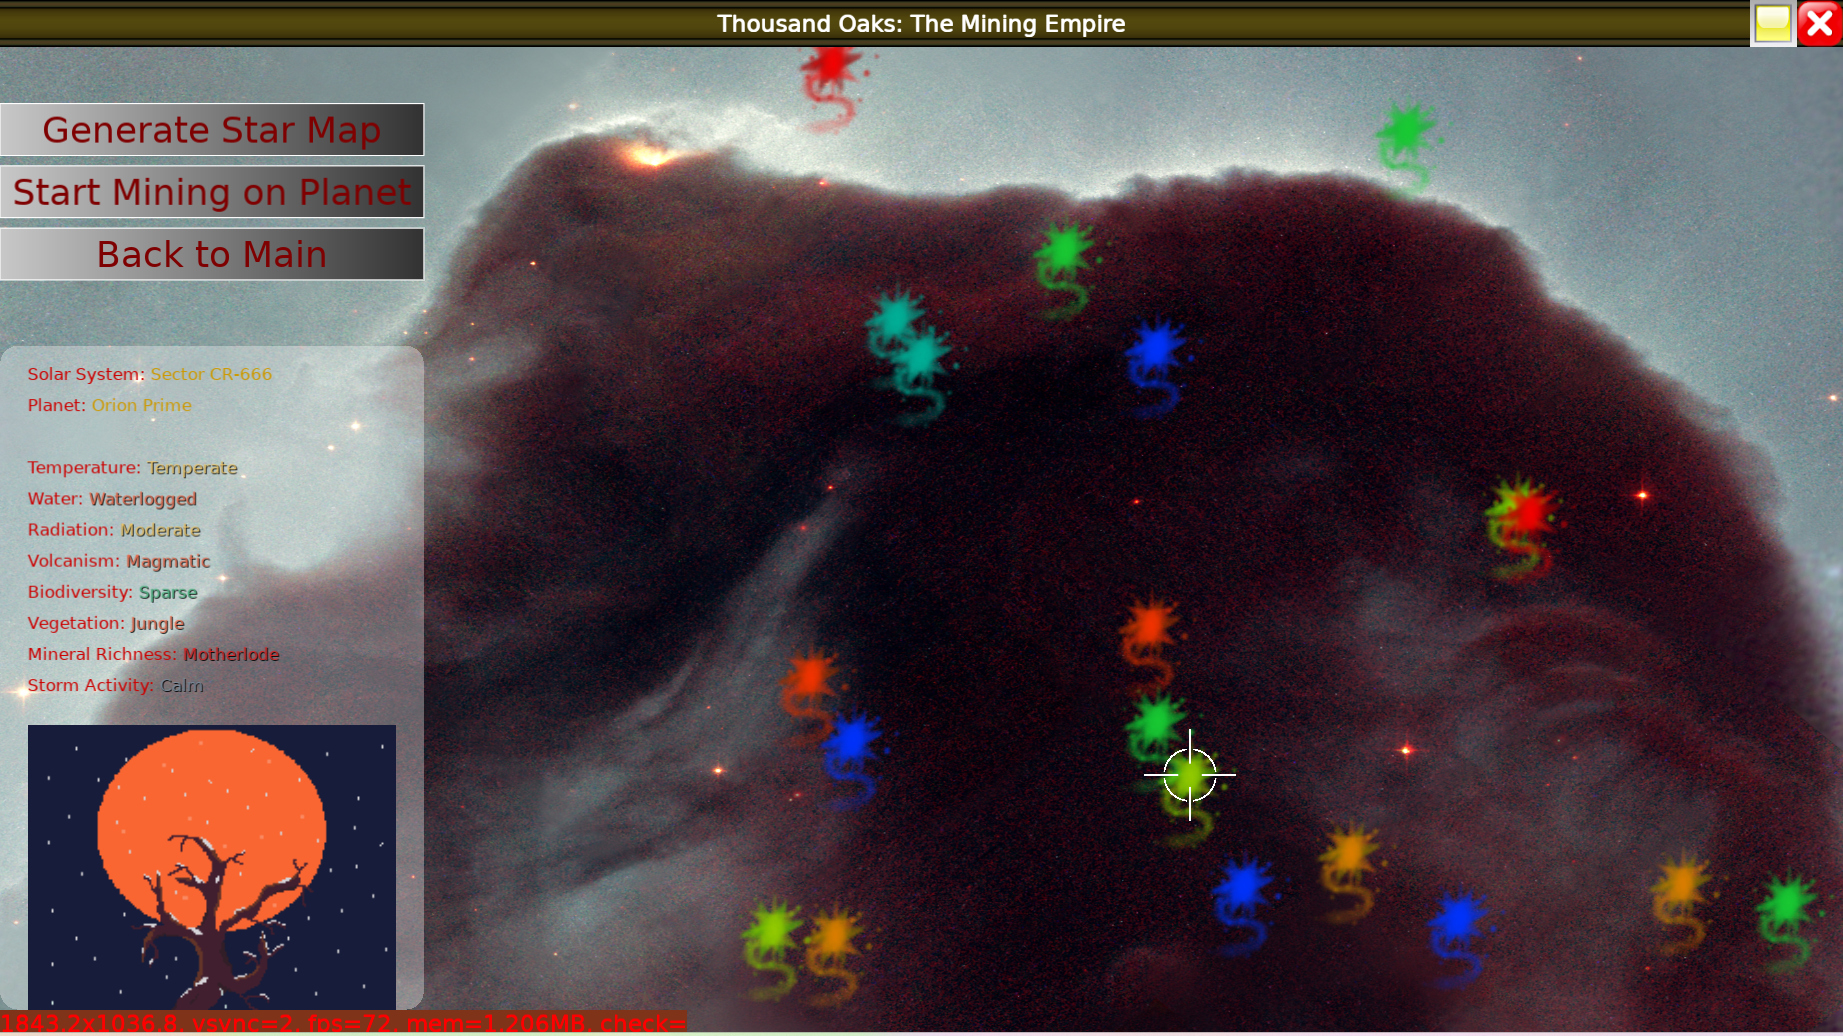 Thousand Oaks: The Mining Empire
Generate Star Map
Start Mining on Planet
Back to Main
Solar System: Sector CR-666
Planet: Orion Prime
Temperature: Temperate
Water: Waterlogged
Radiation: Moderate
Volcanism: Magmatic
Biodiversity: Sparse
Vegetation: Jungle
Mineral Richness: Motherlode
Storm Activity: Calm
1843.2x1036.8, vsync=2, fps=72, mem=1.206MB, check=